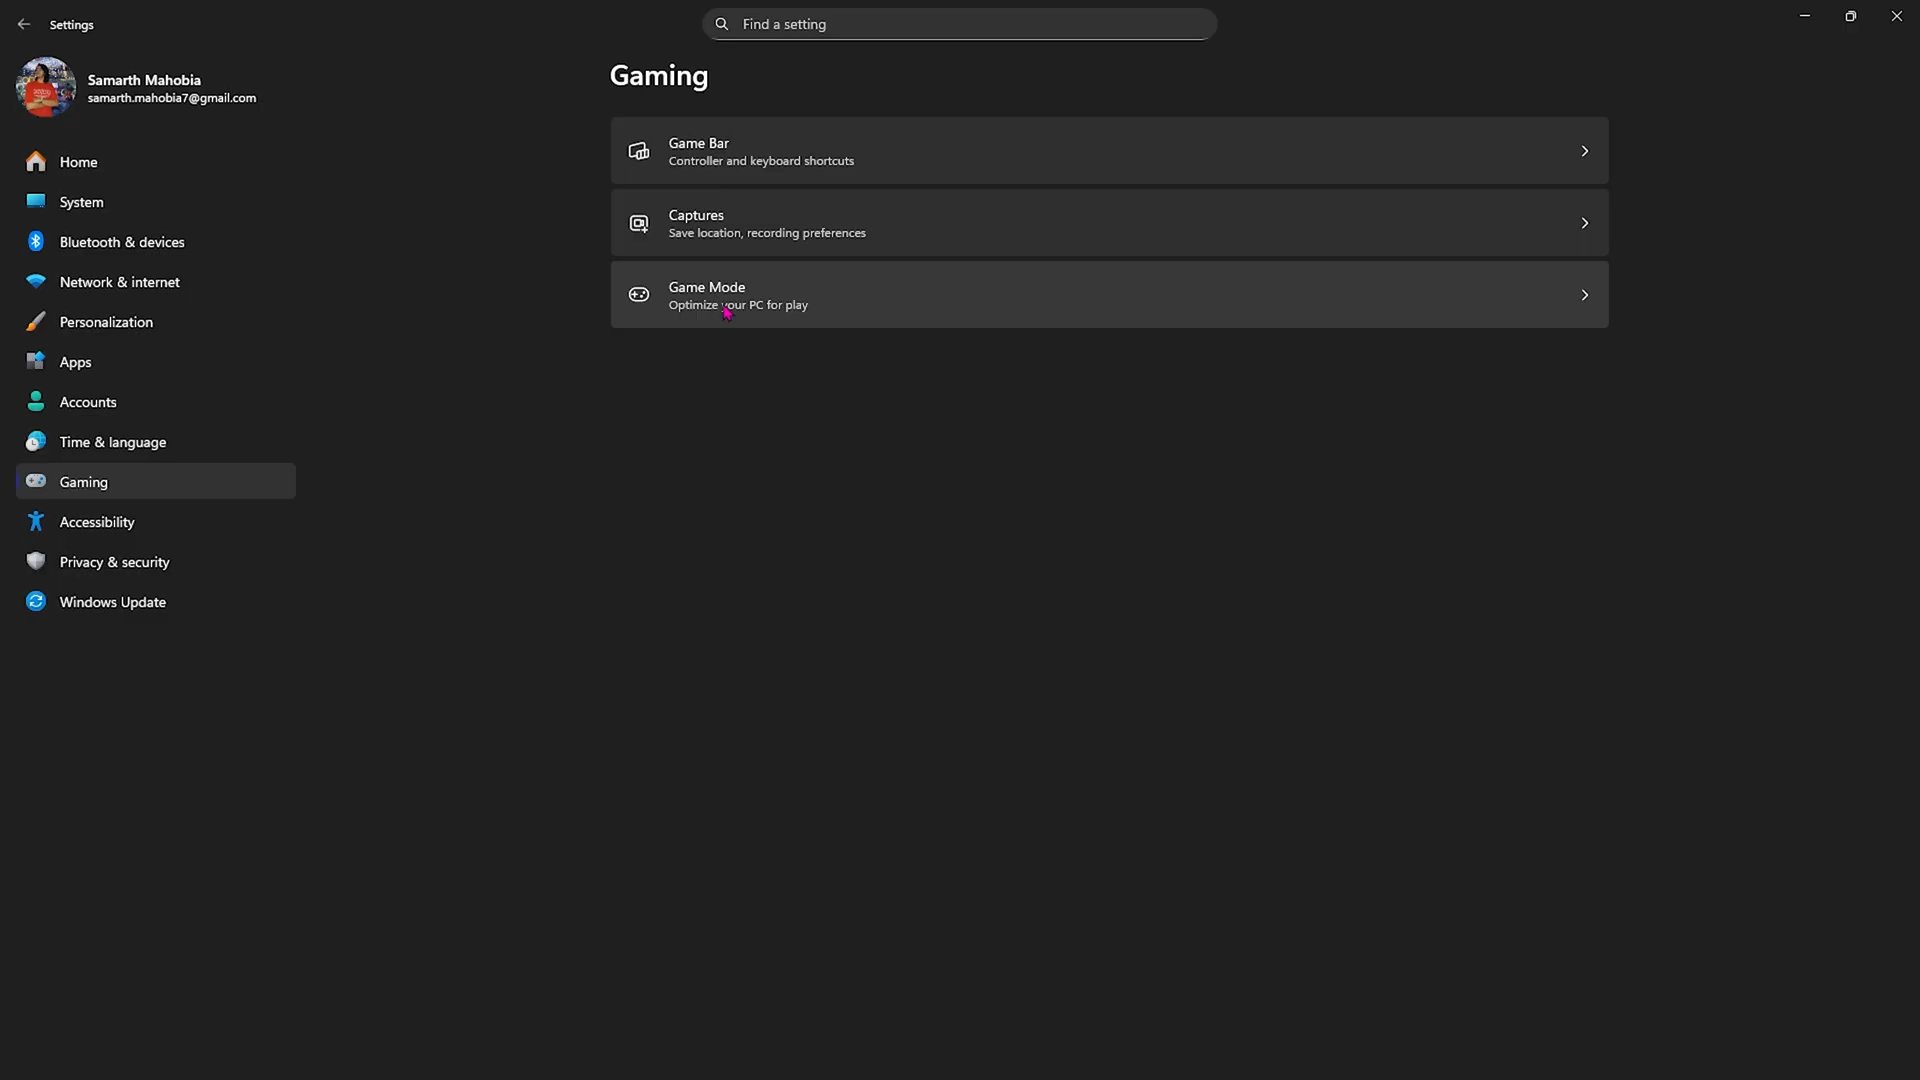 Settings
Find a setting
Samarth Mahobia
samarth.mahobia7@gmail.com
Home
System
Bluetooth & devices
Network & internet
Personalization
Apps
Accounts
Time & language
Gaming
Accessibility
Privacy & security
Windows Update
Gaming
Game Bar
Controller and keyboard shortcuts
Captures
Save location, recording preferences
Game Mode
Optimize your PC for play